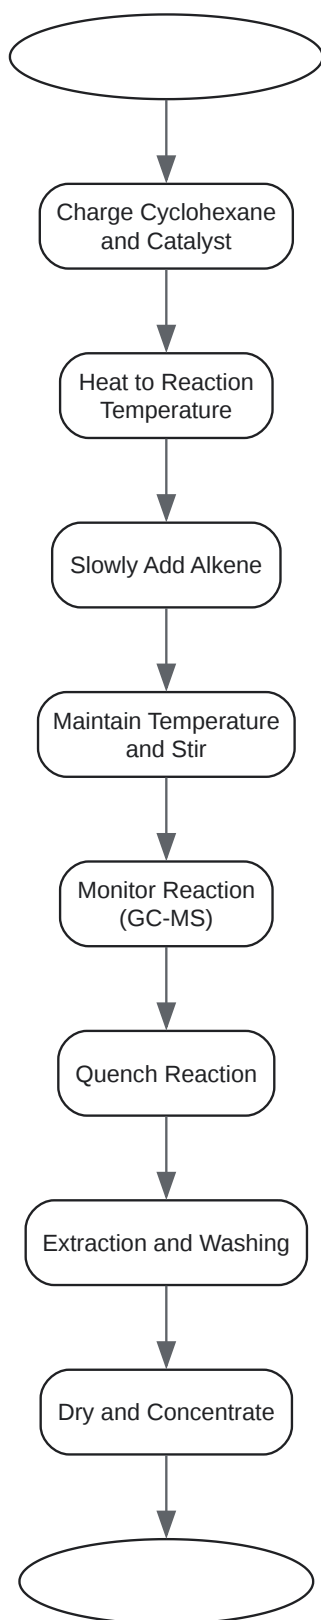 Charge Cyclohexane
and Catalyst
Heat to Reaction
Temperature
Slowly Add Alkene
Maintain Temperature
and Stir
Monitor Reaction
(GC-MS)
Quench Reaction
Extraction and Washing
Dry and Concentrate